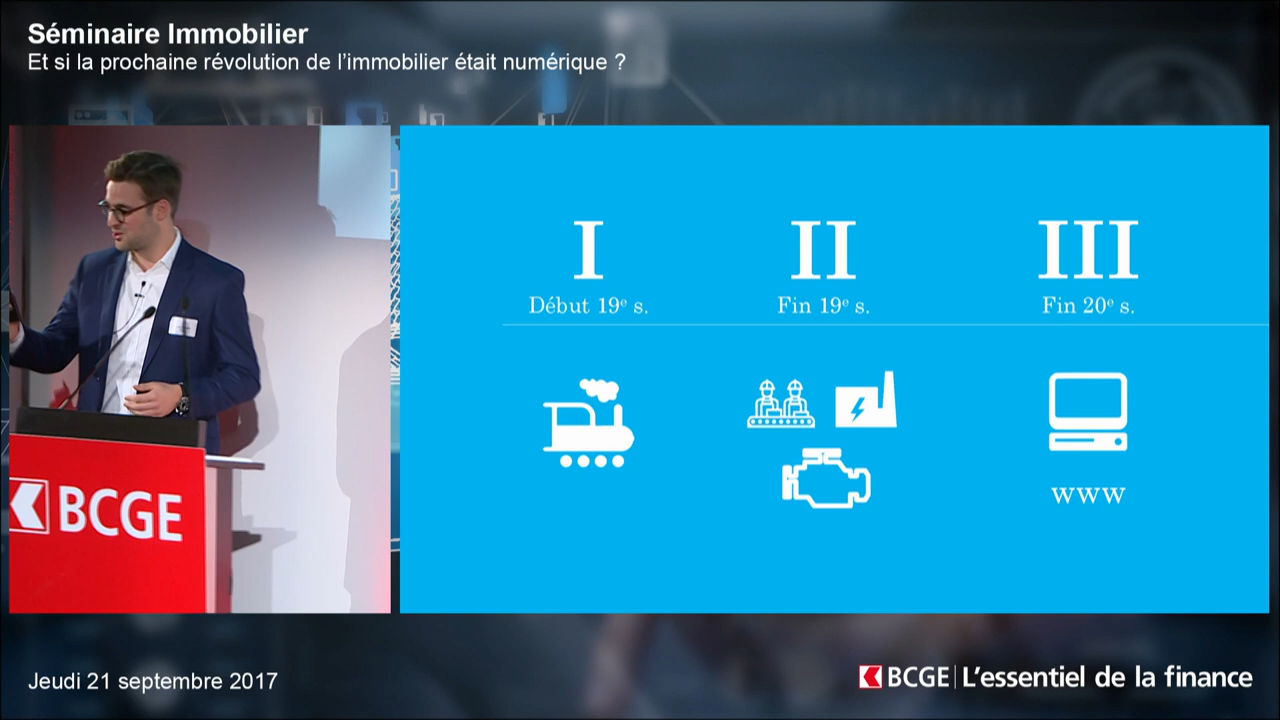 Séminaire Immobilier
Et si la prochaine révolution de l'immobilier était numérique ?
I II III
Début 19e s. Fin 19e s. Fin 20e s.
www
BCGE
Jeudi 21 septembre 2017
BCGE | L'essentiel de la finance